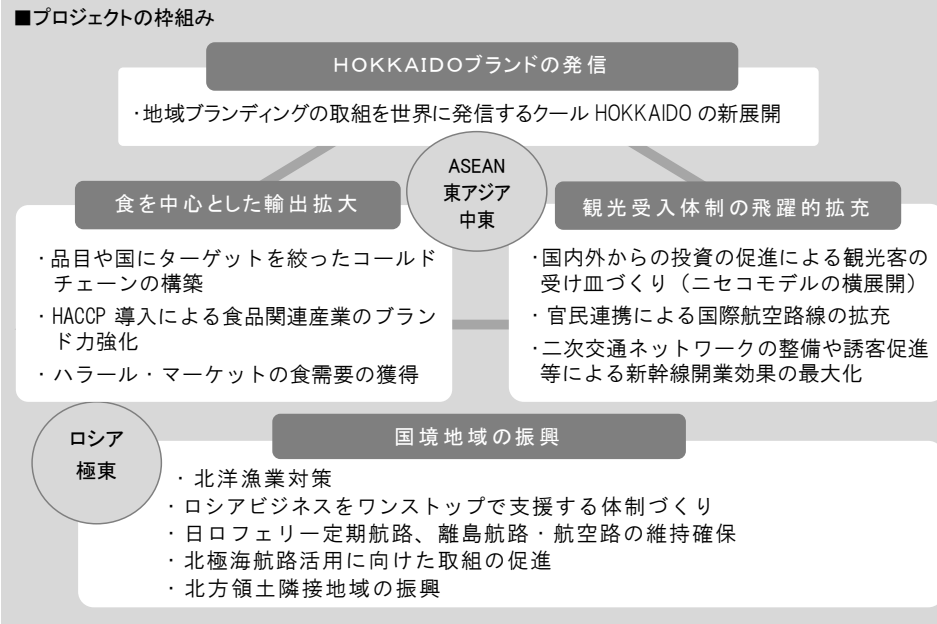 ■プロジェクトの枠組み
HOKKAIDOブランドの発信
・地域ブランディングの取組を世界に発信するクール HOKKAIDO の新展開
ASEAN
東アジア
中東
食を中心とした輸出拡大
・品目や国にターゲットを絞ったコールド
チェーンの構築
・HACCP 導入による食品関連産業のブラン
ド力強化
・ハラール・マーケットの食需要の獲得
観光受入体制の飛躍的拡充
・国内外からの投資の促進による観光客の
受け皿づくり（ニセコモデルの横展開）
・官民連携による国際航空路線の拡充
・二次交通ネットワークの整備や誘客促進
等による新幹線開業効果の最大化
ロシア
極東
国境地域の振興
・北洋漁業対策
・ロシアビジネスをワンストップで支援する体制づくり
・日ロフェリー定期航路、離島航路・航空路の維持確保
・北極海航路活用に向けた取組の促進
・北方領土隣接地域の振興